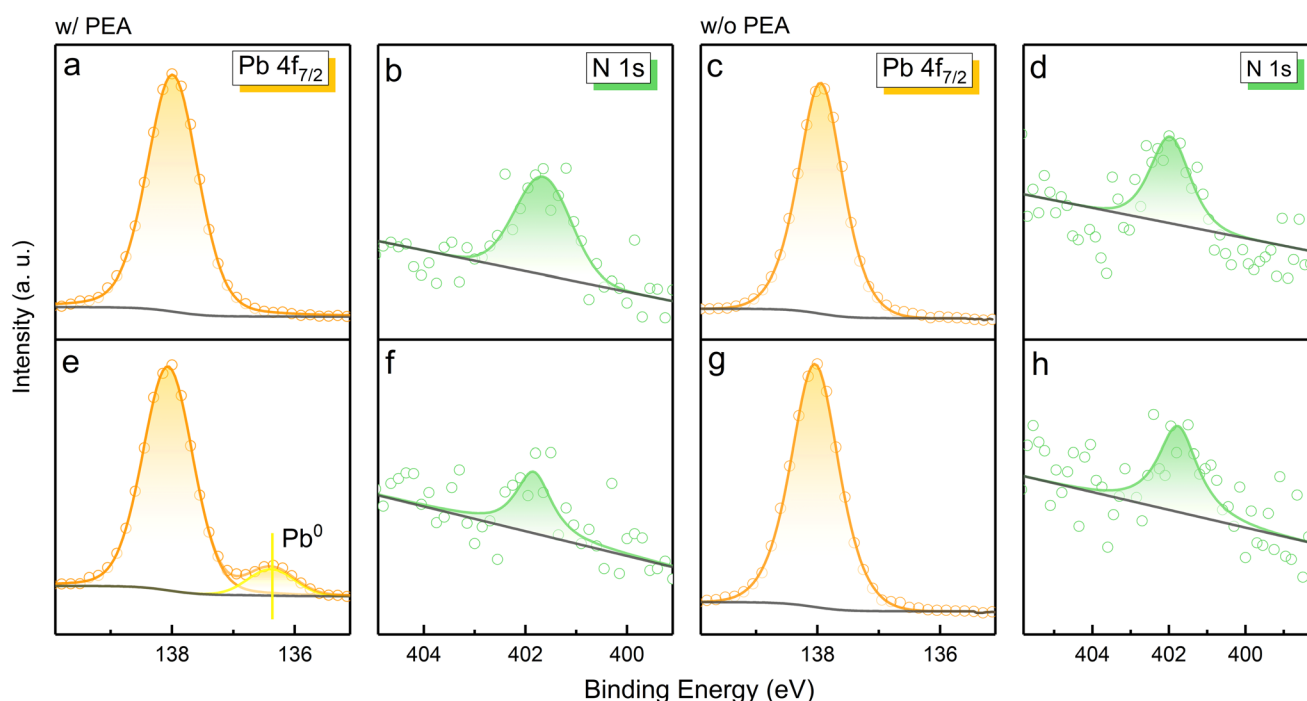 w/ PEA
w/o PEA
a
Pb 4f7/2
b
N 1s
c
Pb 4f7/2
d
N 1s
Intensity (a. u.)
e
Pb0
f
g
h
138
136
404
402
400
138
136
404
402
400
Binding Energy (eV)